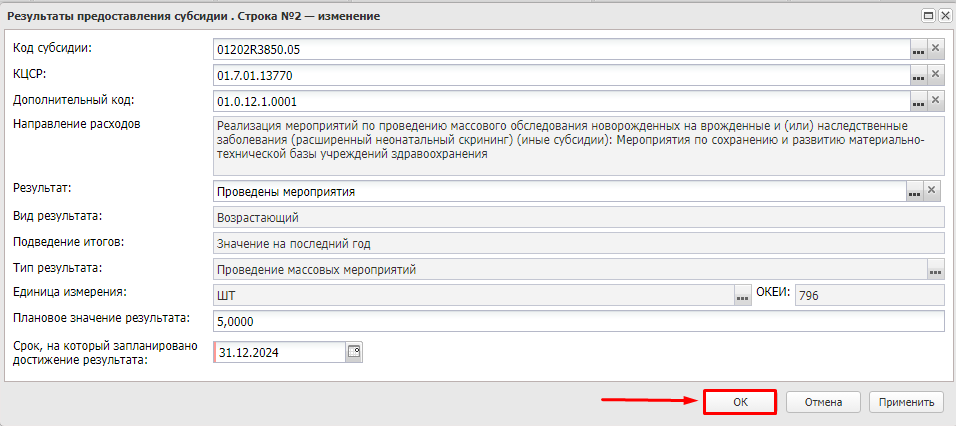 Результаты предоставления субсидии . Строка №2 — изменение
Код субсидии: 01202R3850.05
КЦСР: 01.7.01.13770
Дополнительный код: 01.0.12.1.0001
Направление расходов
Реализация мероприятий по проведению массового обследования новорожденных на врожденные и (или) наследственные
заболевания (расширенный неонатальный скрининг) (иные субсидии): Мероприятия по сохранению и развитию материально-
технической базы учреждений здравоохранения
Результат: Проведены мероприятия
Вид результата: Возрастающий
Подведение итогов: Значение на последний год
Тип результата: Проведение массовых мероприятий
Единица измерения: ШТ ОКЕИ: 796
Плановое значение результата: 5,0000
Срок, на который запланировано
достижение результата: 31.12.2024
ОК Отмена Применить